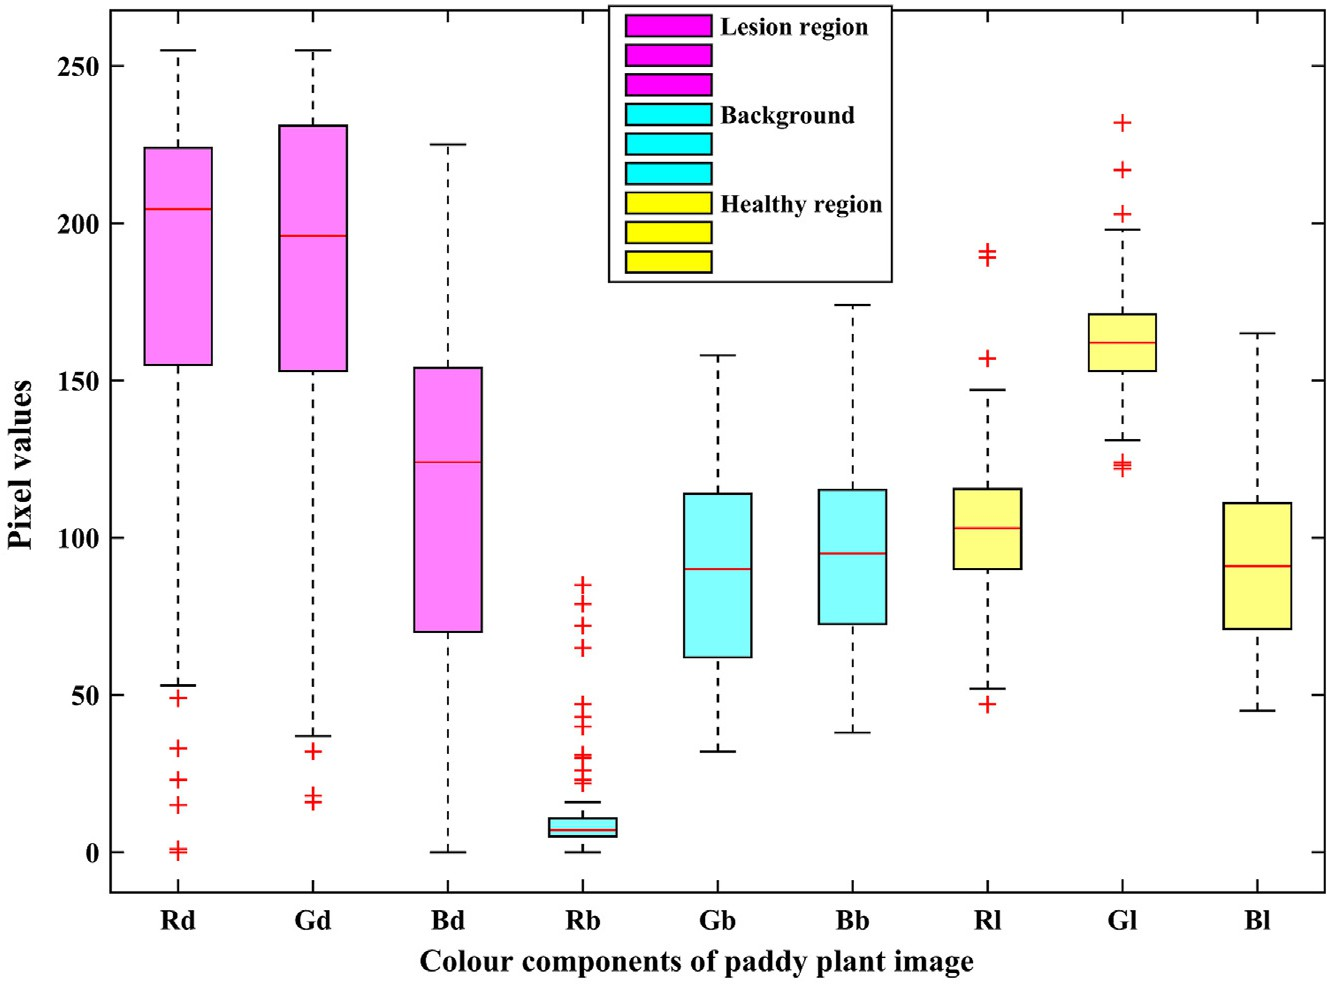 Lesion region
Background
Healthy region
250
200
150
100
50
0
Pixel values
Rd Gd Bd Rb Gb Bb Rl Gl Bl
Colour components of paddy plant image